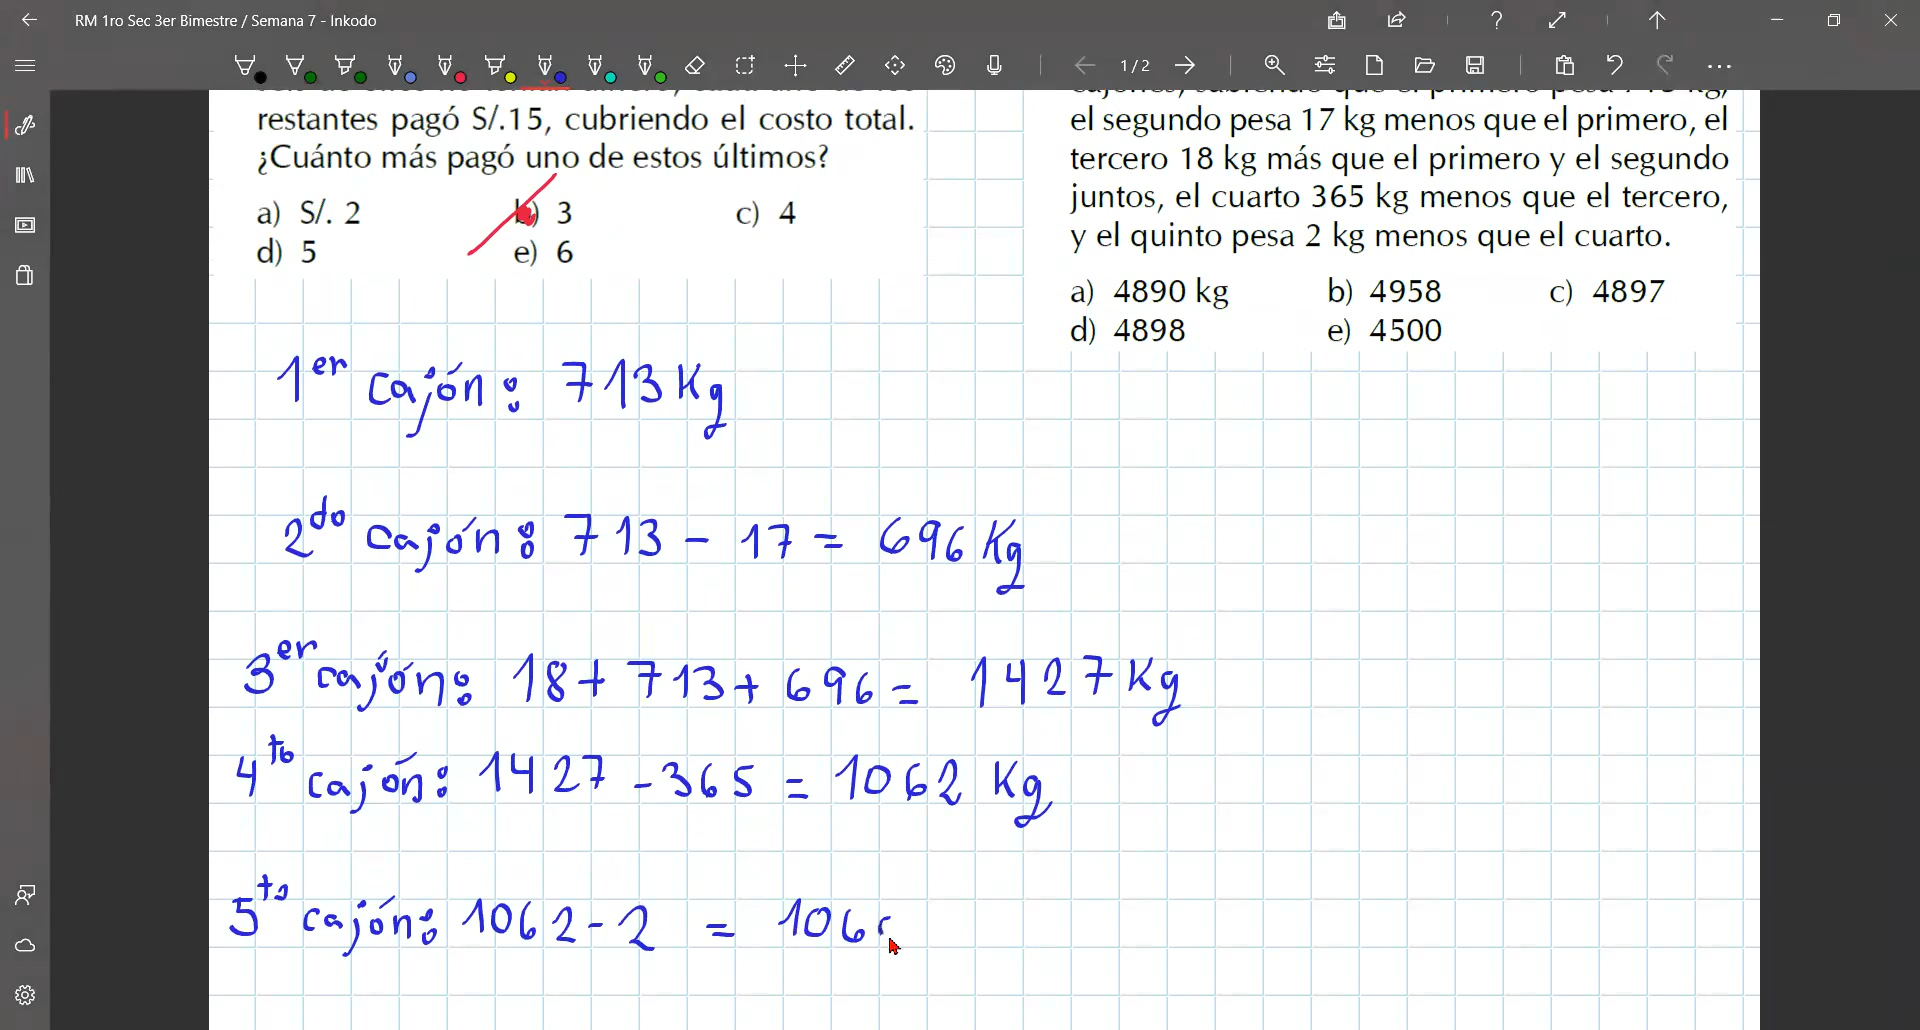 RM 1ro Sec 3er Bimestre / Semana 7 - Inkodo
1 / 2
restantes pagó S/.15, cubriendo el costo total.
¿Cuánto más pagó uno de estos últimos?
a) S/. 2 b) 3 c) 4
d) 5 e) 6
el segundo pesa 17 kg menos que el primero, el
tercero 18 kg más que el primero y el segundo
juntos, el cuarto 365 kg menos que el tercero,
y el quinto pesa 2 kg menos que el cuarto.
a) 4890 kg b) 4958 c) 4897
d) 4898 e) 4500
1er cajón: 713 Kg
2do cajón: 713 - 17 = 696 Kg
3er cajón: 18 + 713 + 696 = 1427 Kg
4to cajón: 1427 - 365 = 1062 Kg
5to cajón: 1062 - 2 = 106